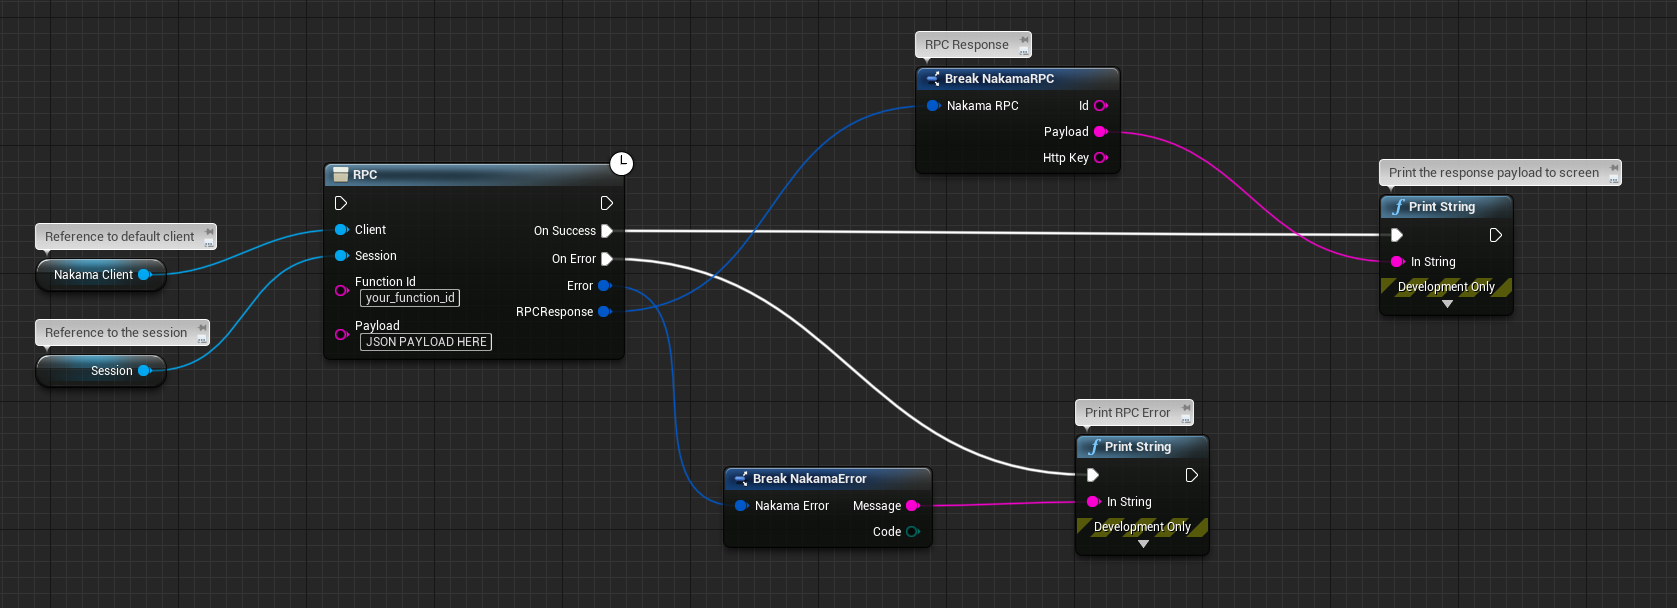 RPC Response
Break NakamaRPC
Nakama RPC Id
Payload
Http Key
Print the response payload to screen
Print String
In String
Development Only
RPC
Client On Success
Session On Error
Function Id
your_function_id
Error
RPCResponse
Payload
JSON PAYLOAD HERE
Reference to default client
Nakama Client
Reference to the session
Session
Print RPC Error
Print String
In String
Development Only
Break NakamaError
Nakama Error Message
Code